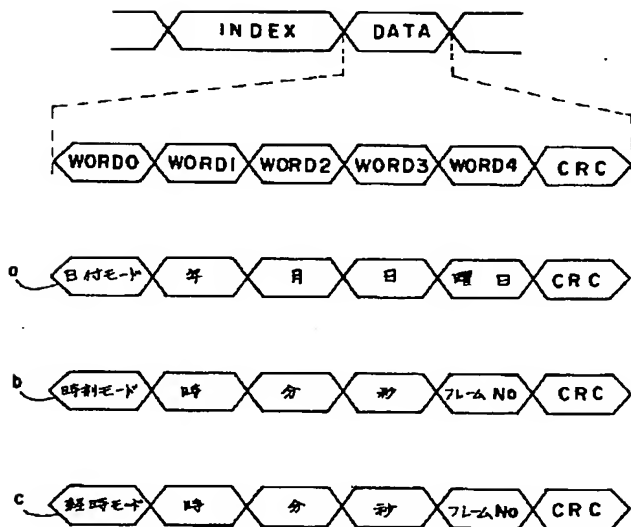 INDEX DATA
WORD0 WORD1 WORD2 WORD3 WORD4 CRC
a 日付モード 年 月 日 曜日 CRC
b 時刻モード 時 分 秒 フレームNO CRC
c 経時モード 時 分 秒 フレームNO CRC